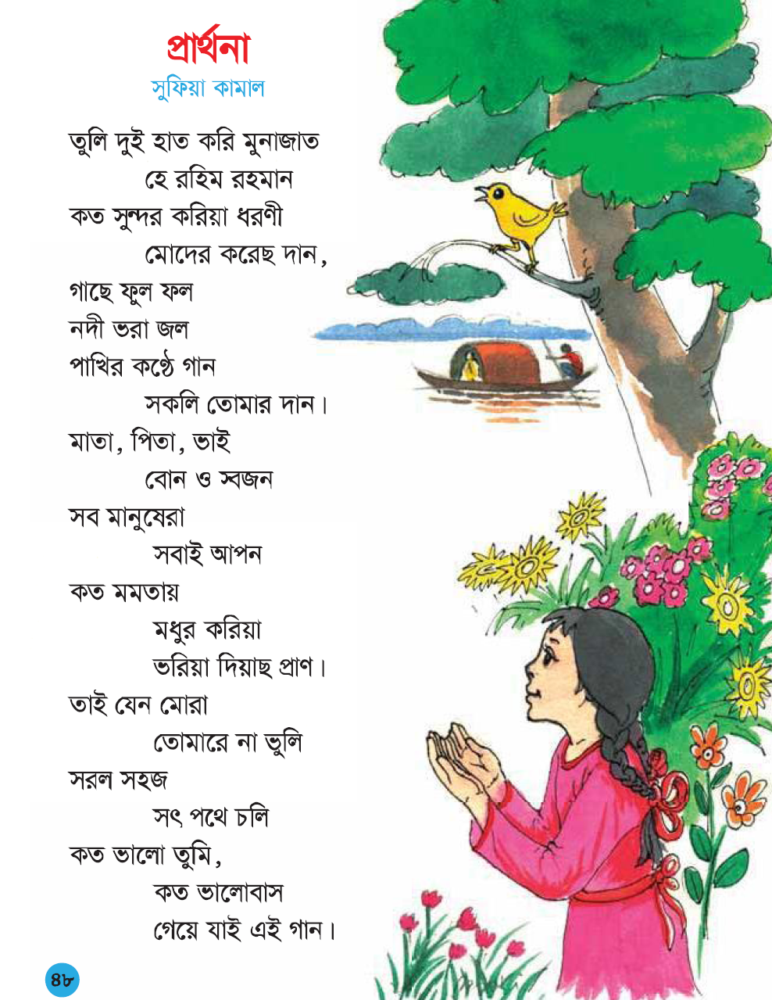 প্রার্থনা
সুফিয়া কামাল
তুলি দুই হাত করি মুনাজাত
হে রহিম রহমান
কত সুন্দর করিয়া ধরণী
মোদের করেছ দান,
গাছে ফুল ফল
নদী ভরা জল
পাখির কণ্ঠে গান
সকলি তোমার দান।
মাতা, পিতা, ভাই
বোন ও স্বজন
সব মানুষেরা
সবাই আপন
কত মমতায়
মধুর করিয়া
ভরিয়া দিয়াছ প্রাণ।
তাই যেন মোরা
তোমারে না ভুলি
সরল সহজ
সৎ পথে চলি
কত ভালো তুমি,
কত ভালোবাস
গেয়ে যাই এই গান।
৪৮